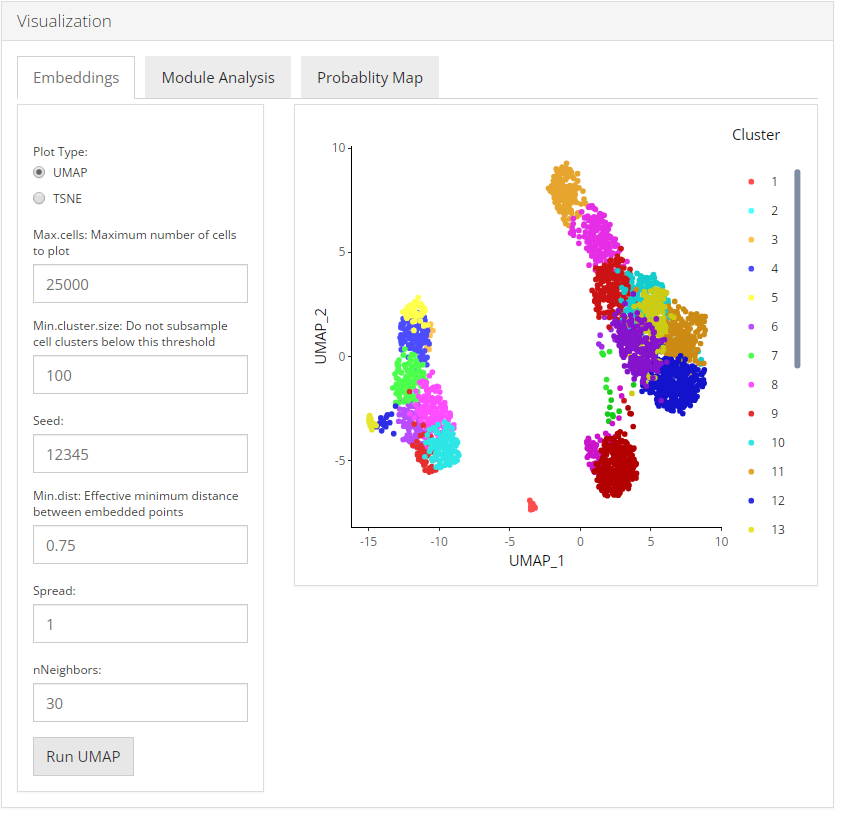 Visualization
Embeddings
Module Analysis
Probablity Map
Plot Type:
UMAP
TSNE
Max.cells: Maximum number of cells
to plot
25000
Min.cluster.size: Do not subsample
cell clusters below this threshold
100
Seed:
12345
Min.dist: Effective minimum distance
between embedded points
0.75
Spread:
1
nNeighbors:
30
Run UMAP
Cluster
1
2
3
4
5
6
7
8
9
10
11
12
13
10
5
0
-5
UMAP_2
-15
-10
-5
0
5
10
UMAP_1